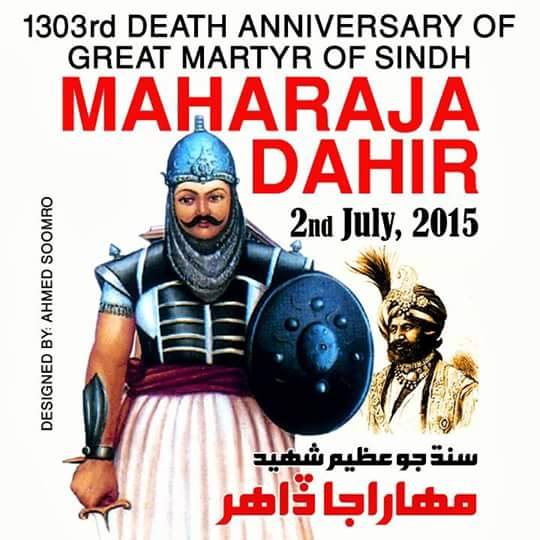 1303rd DEATH ANNIVERSARY OF
GREAT MARTYR OF SINDH
MAHARAJA
DAHIR
2nd July, 2015
DESIGNED BY: AHMED SOOMRO
سنڌ جو عظيم شهيد
مهاراجا ڏاهر